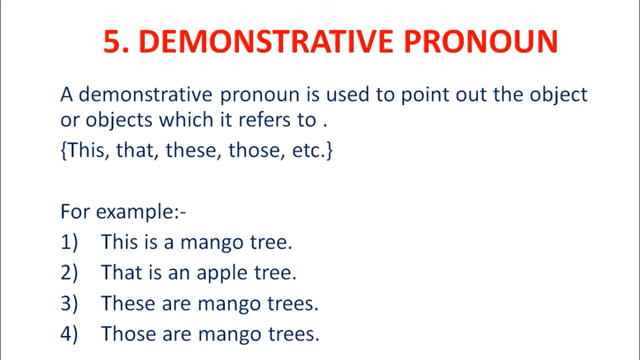 5. DEMONSTRATIVE PRONOUN
A demonstrative pronoun is used to point out the object
or objects which it refers to .
{This, that, these, those, etc.}
For example:-
1) This is a mango tree.
2) That is an apple tree.
3) These are mango trees.
4) Those are mango trees.